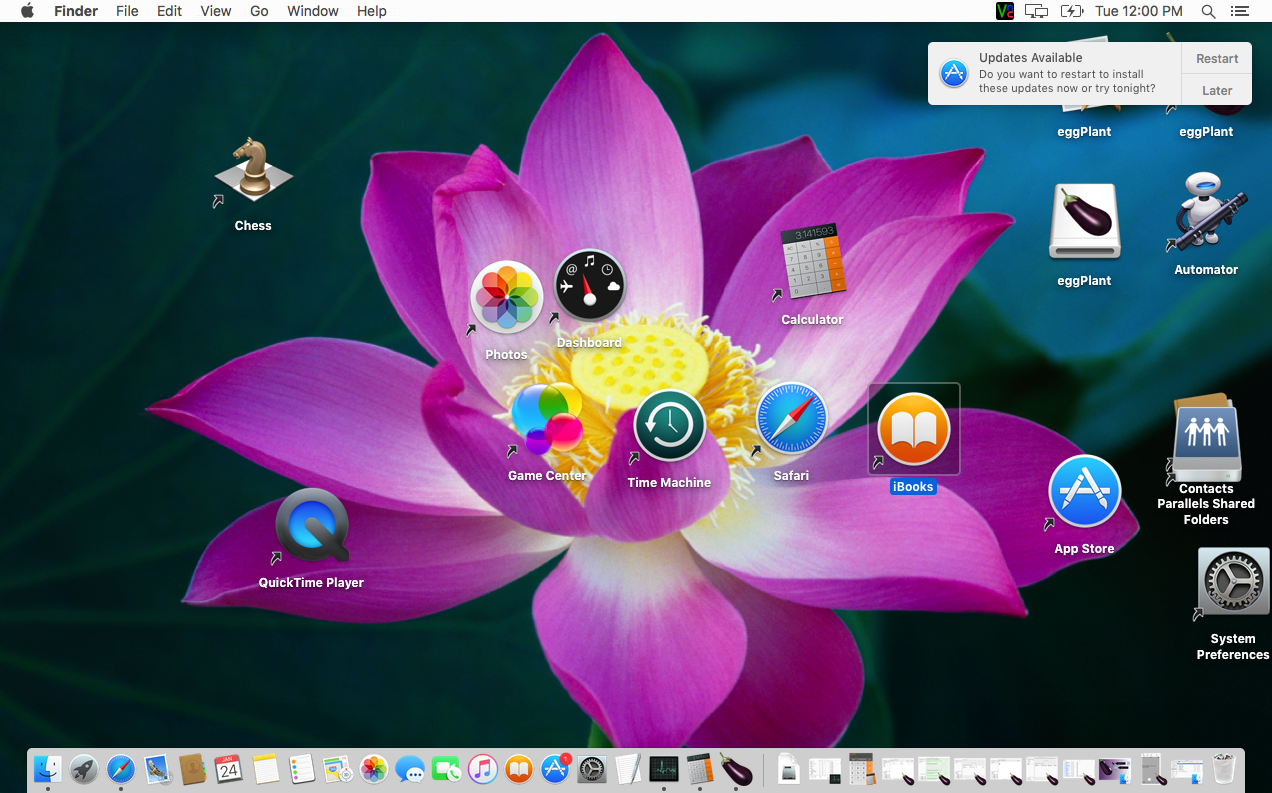 Finder File Edit View Go Window Help
Tue 12:00 PM
Updates Available
Do you want to restart to install
these updates now or try tonight?
Restart
Later
eggPlant
eggPlant
Chess
eggPlant
Automator
3.141593
Calculator
Photos
Dashboard
Game Center
Time Machine
Safari
iBooks
Contacts
Parallels Shared
Folders
App Store
QuickTime Player
System
Preferences
JAN
24
1